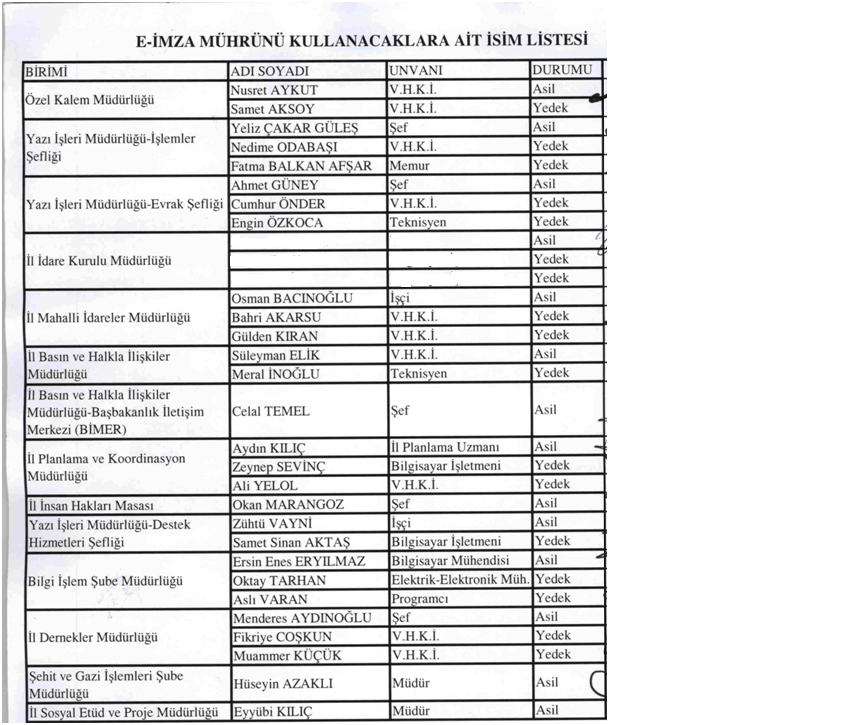 E-İMZA MÜHRÜNÜ KULLANACAKLARA AİT İSİM LİSTESİ
BİRİMİ ADI SOYADI UNVANI DURUMU
Özel Kalem Müdürlüğü
Nusret AYKUT V.H.K.İ. Asil
Samet AKSOY V.H.K.İ. Yedek
Yazı İşleri Müdürlüğü-İşlemler
Şefliği
Yeliz ÇAKAR GÜLEŞ Şef Asil
Nedime ODABAŞI V.H.K.İ. Yedek
Fatma BALKAN AFŞAR Memur Yedek
Yazı İşleri Müdürlüğü-Evrak Şefliği
Ahmet GÜNEY Şef Asil
Cumhur ÖNDER V.H.K.İ. Yedek
Engin ÖZKOCA Teknisyen Yedek
İl İdare Kurulu Müdürlüğü
Asil
Yedek
Yedek
İl Mahalli İdareler Müdürlüğü
Osman BACINOĞLU İşçi Asil
Bahri AKARSU V.H.K.İ. Yedek
Gülden KIRAN V.H.K.İ. Yedek
İl Basın ve Halkla İlişkiler
Müdürlüğü
Süleyman ELİK V.H.K.İ. Asil
Meral İNOĞLU Teknisyen Yedek
İl Basın ve Halkla İlişkiler
Müdürlüğü-Başbakanlık İletişim
Merkezi (BİMER)
Celal TEMEL Şef Asil
İl Planlama ve Koordinasyon
Müdürlüğü
Aydın KILIÇ İl Planlama Uzmanı Asil
Zeynep SEVİNÇ Bilgisayar İşletmeni Yedek
Ali YELOL V.H.K.İ. Yedek
İl İnsan Hakları Masası Okan MARANGOZ Şef Asil
Yazı İşleri Müdürlüğü-Destek
Hizmetleri Şefliği
Zühtü VAYNİ İşçi Asil
Samet Sinan AKTAŞ Bilgisayar İşletmeni Yedek
Bilgi İşlem Şube Müdürlüğü
Ersin Enes ERYILMAZ Bilgisayar Mühendisi Asil
Oktay TARHAN Elektrik-Elektronik Müh. Yedek
Aslı VARAN Programcı Yedek
İl Dernekler Müdürlüğü
Menderes AYDINOĞLU Şef Asil
Fikriye COŞKUN V.H.K.İ. Yedek
Muammer KÜÇÜK V.H.K.İ. Yedek
Şehit ve Gazi İşlemleri Şube
Müdürlüğü
Hüseyin AZAKLI Müdür Asil
İl Sosyal Etüd ve Proje Müdürlüğü Eyyübi KILIÇ Müdür Asil